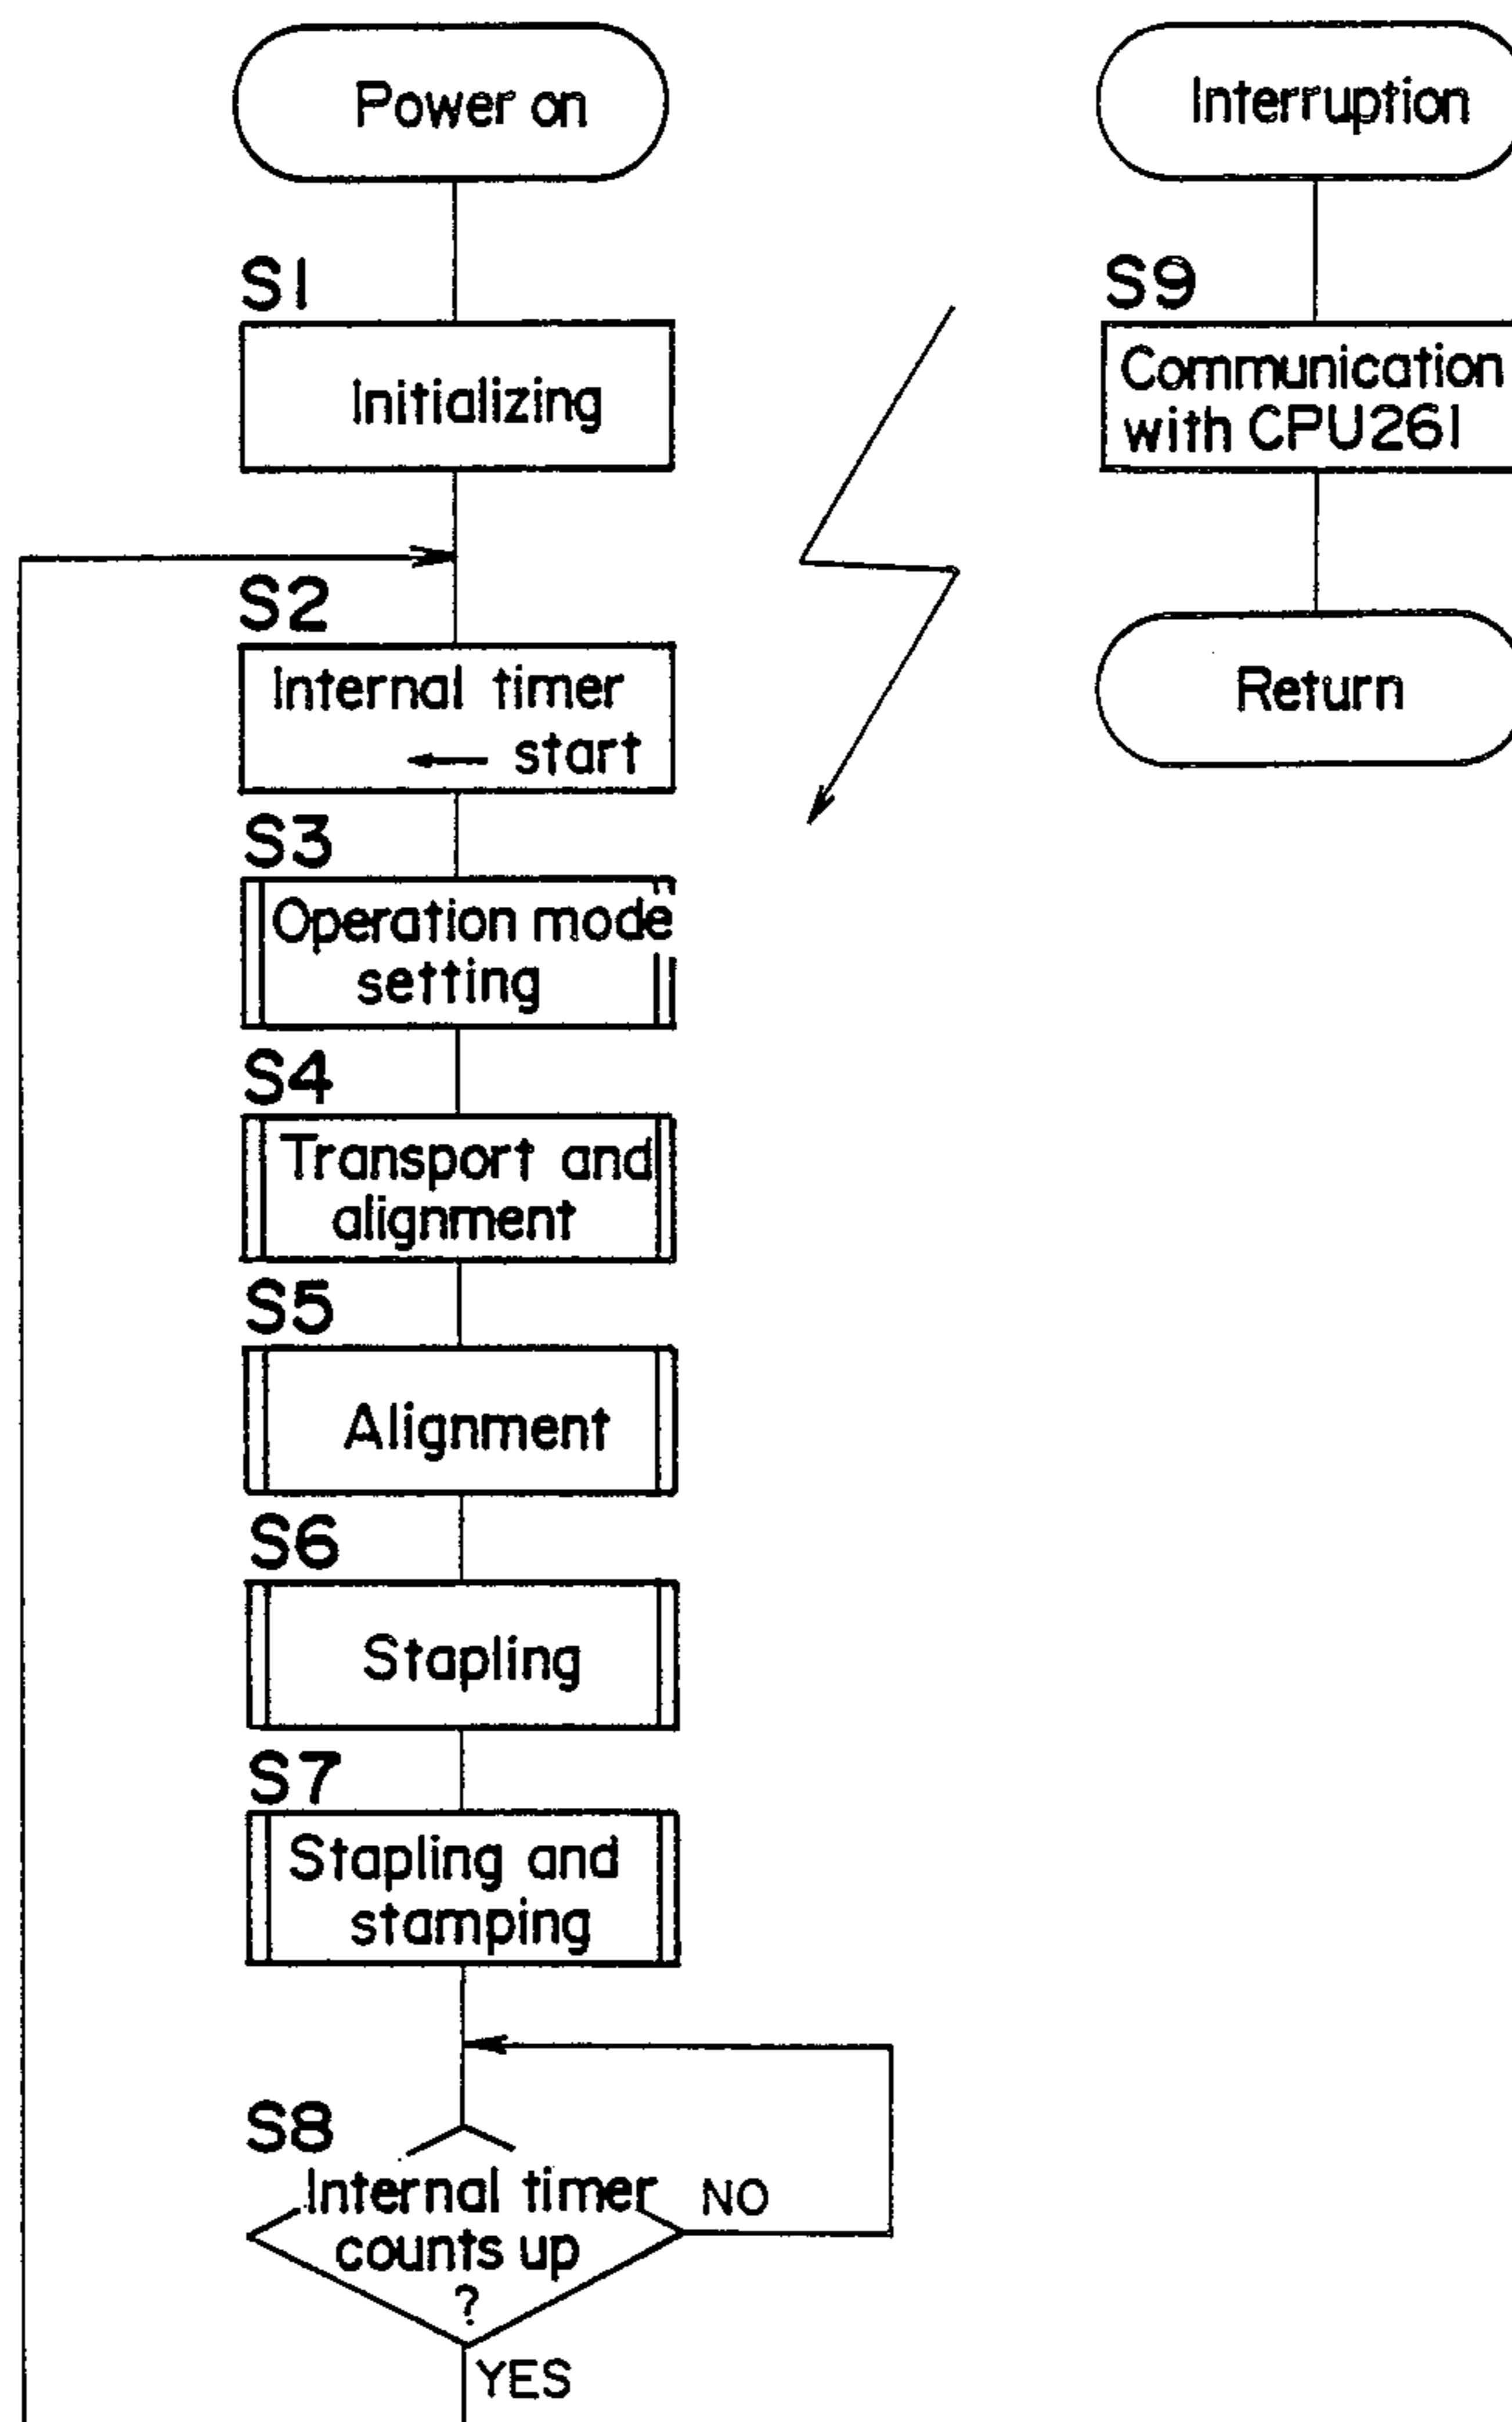 Power on
S1
Initializing
S2
Internal timer
← start
S3
Operation mode
setting
S4
Transport and
alignment
S5
Alignment
S6
Stapling
S7
Stapling and
stamping
S8
Internal timer
counts up
?
NO
YES
Interruption
S9
Communication
with CPU261
Return